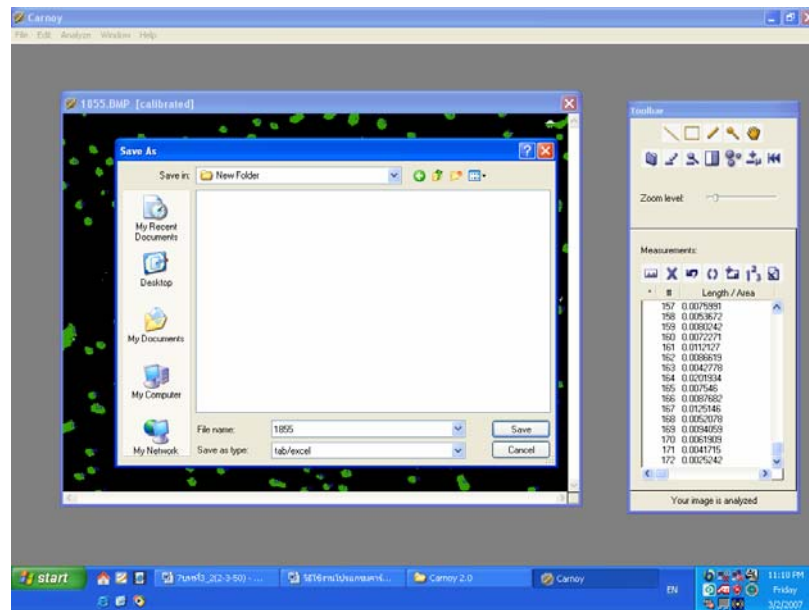 Carnoy
File Edit Analyze Window Help
1855.BMP [calibrated]
Save As
Save in: New Folder
My Recent Documents
Desktop
My Documents
My Computer
My Network
File name: 1855 Save
Save as type: tab/excel Cancel
Toolbar
Zoom level:
Measurements:
* # Length / Area
157 0.0075991
158 0.0053672
159 0.0080242
160 0.0072271
161 0.0112127
162 0.0086619
163 0.0042778
164 0.0201934
165 0.007546
166 0.0087682
167 0.0125146
168 0.0052078
169 0.0094059
170 0.0061909
171 0.0041715
172 0.0025242
Your image is analyzed
start
Carnoy 2.0
Carnoy
EN
11:10 PM
Friday
3/2/2007